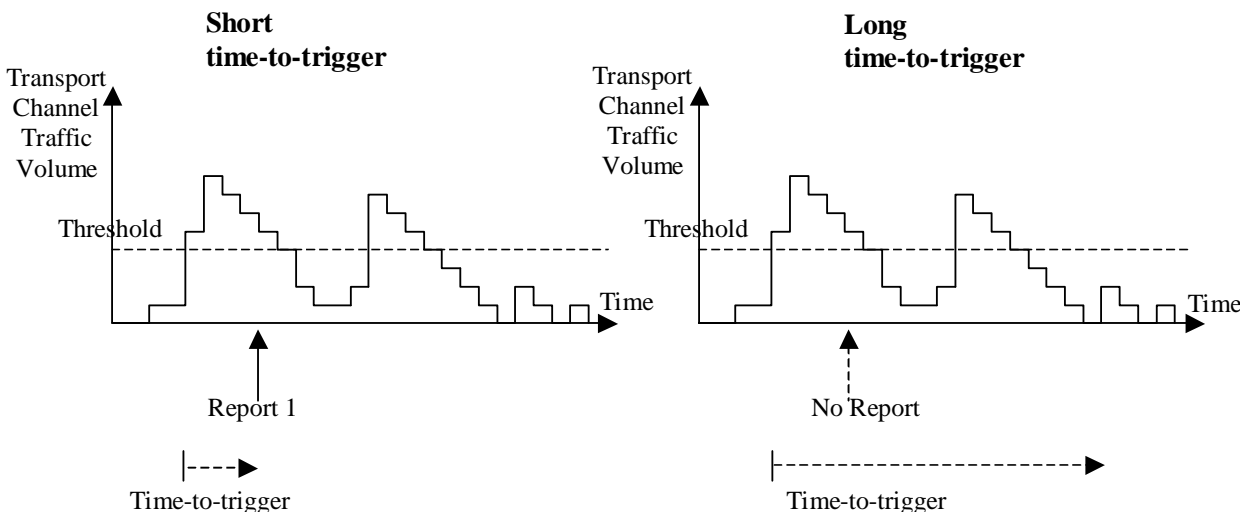 Short
time-to-trigger
Transport
Channel
Traffic
Volume
Threshold
Time
Report 1
Time-to-trigger
Long
time-to-trigger
Transport
Channel
Traffic
Volume
Threshold
Time
No Report
Time-to-trigger